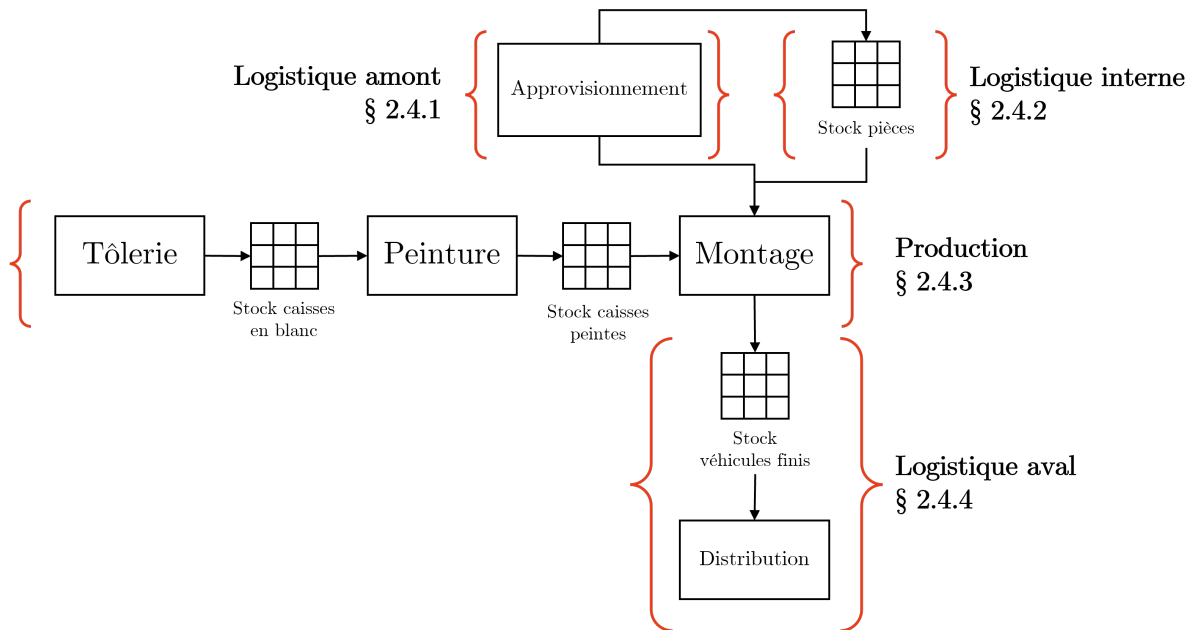 Logistique amont
§ 2.4.1
Approvisionnement
Stock pièces
Logistique interne
§ 2.4.2
Tôlerie
Stock caisses
en blanc
Peinture
Stock caisses
peintes
Montage
Production
§ 2.4.3
Stock
véhicules finis
Logistique aval
§ 2.4.4
Distribution